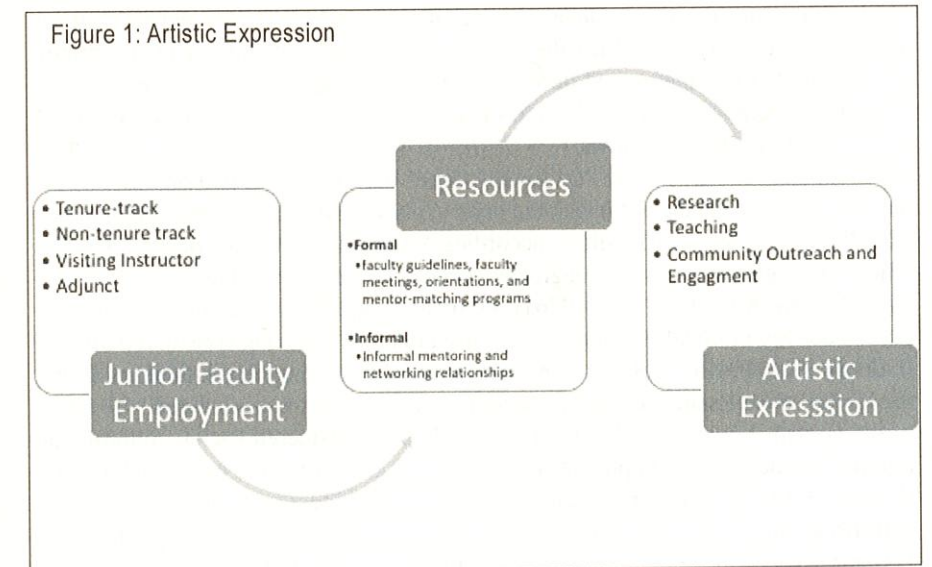 Figure 1: Artistic Expression
• Tenure-track
• Non-tenure track
• Visiting Instructor
• Adjunct
Junior Faculty
Employment
Resources
•Formal
•faculty guidelines, faculty
meetings, orientations, and
mentor-matching programs
•Informal
•Informal mentoring and
networking relationships
• Research
• Teaching
• Community Outreach and
Engagment
Artistic
Exresssion